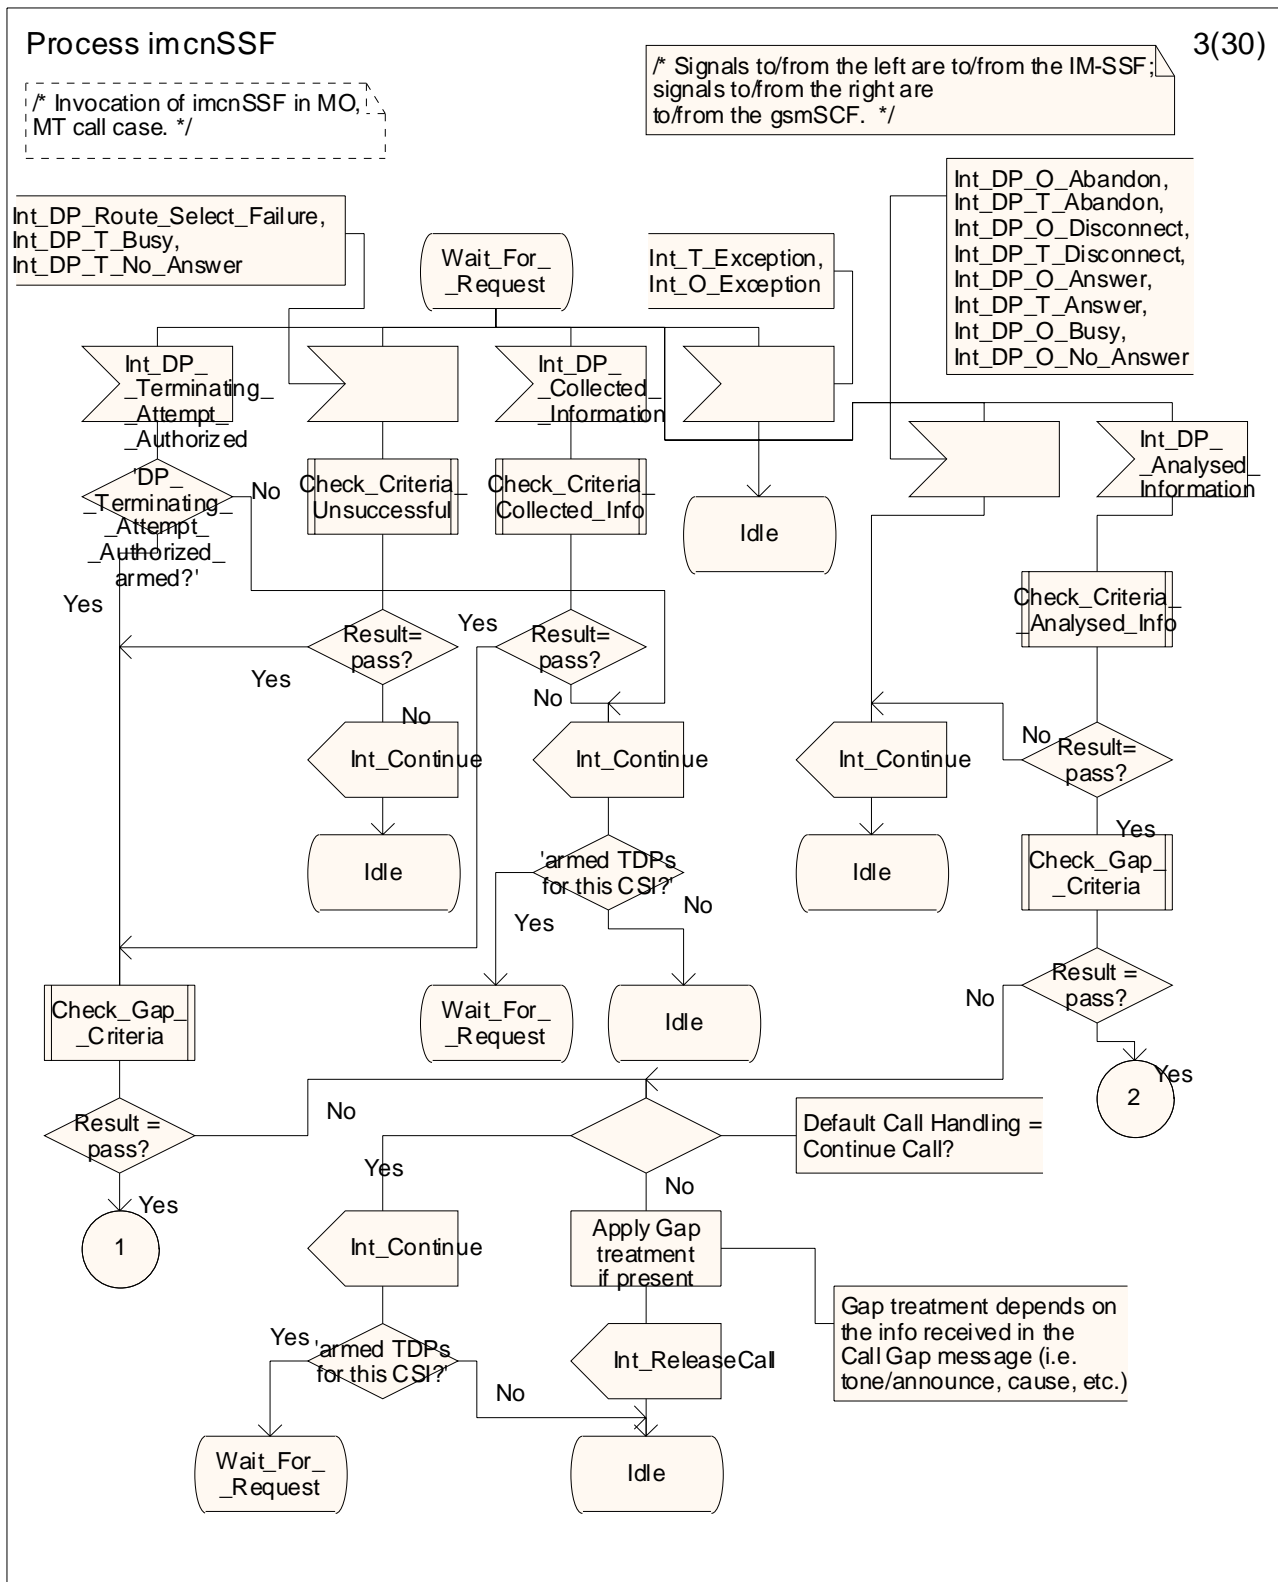 Process imcnSSF
3(30)
/* Invocation of imcnSSF in MO,
MT call case. */
/* Signals to/from the left are to/from the IM-SSF;
signals to/from the right are
to/from the gsmSCF. */
Int_DP_Route_Select_Failure,
Int_DP_T_Busy,
Int_DP_T_No_Answer
Wait_For_
_Request
Int_T_Exception,
Int_O_Exception
Int_DP_O_Abandon,
Int_DP_T_Abandon,
Int_DP_O_Disconnect,
Int_DP_T_Disconnect,
Int_DP_O_Answer,
Int_DP_T_Answer,
Int_DP_O_Busy,
Int_DP_O_No_Answer
Int_DP_
_Terminating_
_Attempt_
_Authorized
Int_DP_
_Collected_
_Information
Int_DP_
_Analysed_
_Information
'DP_
_Terminating_
_Attempt_
_Authorized_
armed?'
No
Yes
Check_Criteria_
_Unsuccessful
Check_Criteria_
_Collected_Info
Idle
Check_Criteria_
_Analysed_Info
Result=
pass?
Yes
No
Result=
pass?
Yes
No
Result=
pass?
No
Yes
Int_Continue
Int_Continue
Int_Continue
Idle
'armed TDPs
for this CSI?'
Yes
No
Idle
Check_Gap_
_Criteria
Wait_For_
_Request
Idle
Result =
pass?
No
Yes
2
Check_Gap_
_Criteria
Result =
pass?
No
Yes
1
Default Call Handling =
Continue Call?
Yes
No
Int_Continue
Apply Gap
treatment
if present
Gap treatment depends on
the info received in the
Call Gap message (i.e.
tone/announce, cause, etc.)
'armed TDPs
for this CSI?'
Yes
No
Int_ReleaseCall
Wait_For_
_Request
Idle